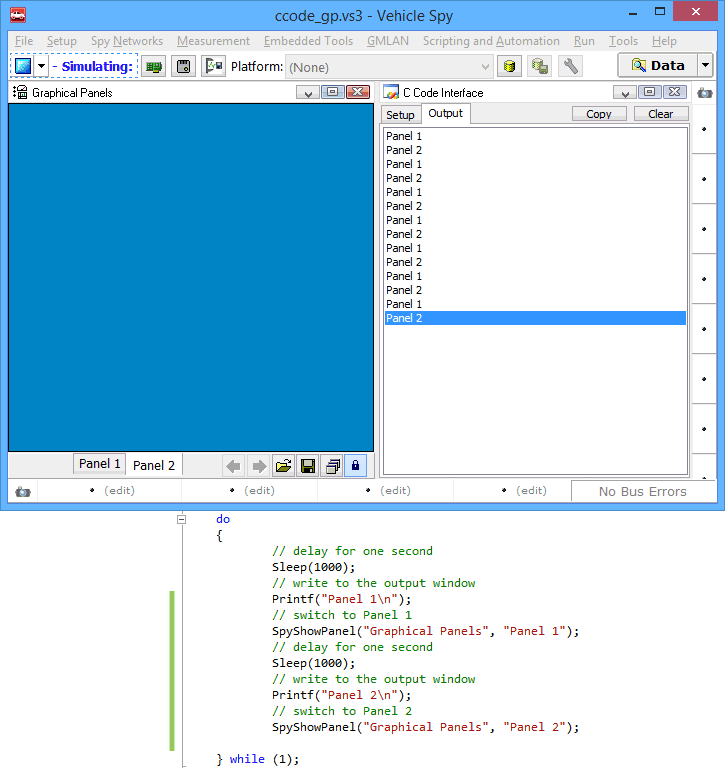 ccode_gp.vs3 - Vehicle Spy
File Setup Spy Networks Measurement Embedded Tools GMLAN Scripting and Automation Run Tools Help
- Simulating: Platform: (None) Data
Graphical Panels
C Code Interface
Setup Output Copy Clear
Panel 1
Panel 2
Panel 1
Panel 2
Panel 1
Panel 2
Panel 1
Panel 2
Panel 1
Panel 2
Panel 1
Panel 2
Panel 1
Panel 2
Panel 1 Panel 2
(edit) (edit) (edit) (edit) No Bus Errors
do
{
// delay for one second
Sleep(1000);
// write to the output window
Printf("Panel 1\n");
// switch to Panel 1
SpyShowPanel("Graphical Panels", "Panel 1");
// delay for one second
Sleep(1000);
// write to the output window
Printf("Panel 2\n");
// switch to Panel 2
SpyShowPanel("Graphical Panels", "Panel 2");
} while (1);